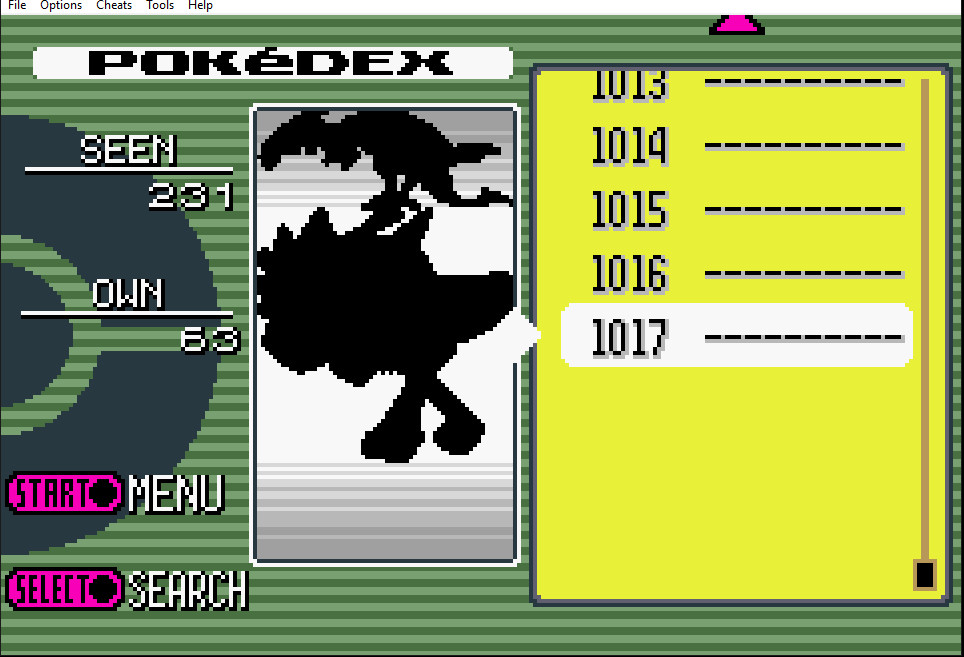 File Options Cheats Tools Help
POKéDEX
SEEN
231
OWN
63
START MENU
SELECT SEARCH
1013 ----------
1014 ----------
1015 ----------
1016 ----------
1017 ----------